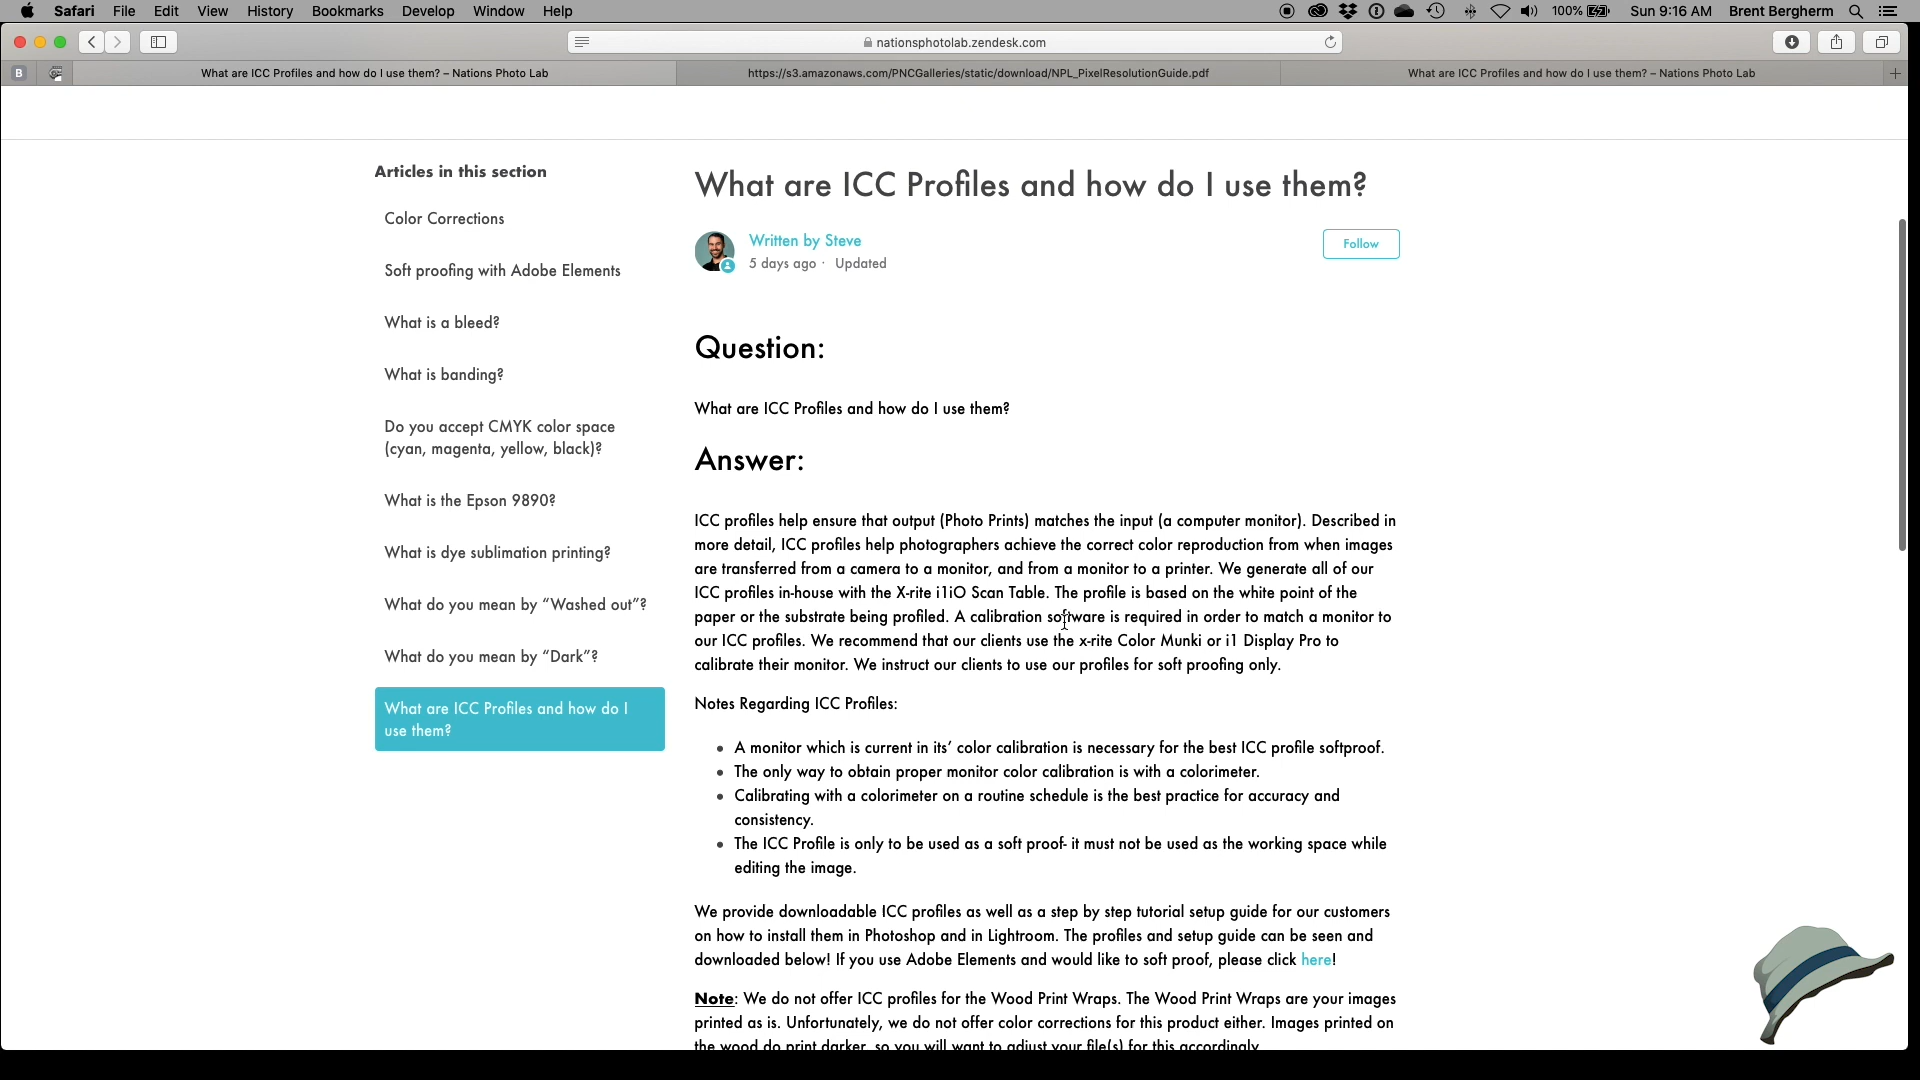 Safari File Edit View History Bookmarks Develop Window Help 100% Sun 9:16 AM Brent Bergherm
nationsphotolab.zendesk.com
B What are ICC Profiles and how do I use them? – Nations Photo Lab https://s3.amazonaws.com/PNCGalleries/static/download/NPL_PixelResolutionGuide.pdf What are ICC Profiles and how do I use them? – Nations Photo Lab
Articles in this section
Color Corrections
Soft proofing with Adobe Elements
What is a bleed?
What is banding?
Do you accept CMYK color space
(cyan, magenta, yellow, black)?
What is the Epson 9890?
What is dye sublimation printing?
What do you mean by “Washed out”?
What do you mean by “Dark”?
What are ICC Profiles and how do I
use them?
What are ICC Profiles and how do I use them?
Written by Steve
5 days ago · Updated
Follow
Question:
What are ICC Profiles and how do I use them?
Answer:
ICC profiles help ensure that output (Photo Prints) matches the input (a computer monitor). Described in
more detail, ICC profiles help photographers achieve the correct color reproduction from when images
are transferred from a camera to a monitor, and from a monitor to a printer. We generate all of our
ICC profiles in-house with the X-rite i1iO Scan Table. The profile is based on the white point of the
paper or the substrate being profiled. A calibration software is required in order to match a monitor to
our ICC profiles. We recommend that our clients use the x-rite Color Munki or i1 Display Pro to
calibrate their monitor. We instruct our clients to use our profiles for soft proofing only.
Notes Regarding ICC Profiles:
• A monitor which is current in its’ color calibration is necessary for the best ICC profile softproof.
• The only way to obtain proper monitor color calibration is with a colorimeter.
• Calibrating with a colorimeter on a routine schedule is the best practice for accuracy and
consistency.
• The ICC Profile is only to be used as a soft proof- it must not be used as the working space while
editing the image.
We provide downloadable ICC profiles as well as a step by step tutorial setup guide for our customers
on how to install them in Photoshop and in Lightroom. The profiles and setup guide can be seen and
downloaded below! If you use Adobe Elements and would like to soft proof, please click here!
Note: We do not offer ICC profiles for the Wood Print Wraps. The Wood Print Wraps are your images
printed as is. Unfortunately, we do not offer color corrections for this product either. Images printed on
the wood do print darker, so you will want to adjust your file(s) for this accordingly.